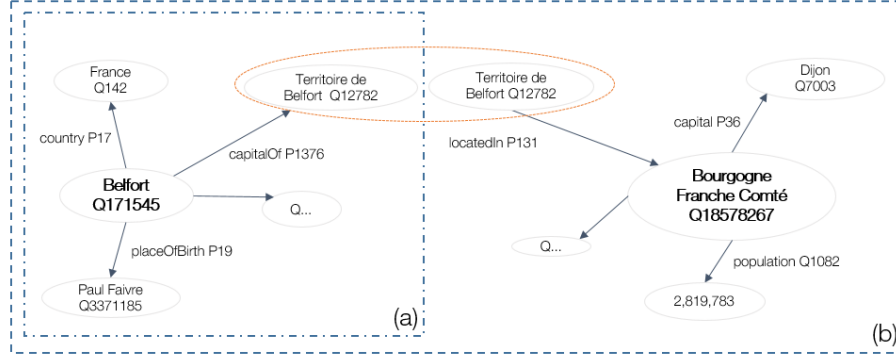 France
Q142
Territoire de
Belfort Q12782
Territoire de
Belfort Q12782
Dijon
Q7003
country P17
capitalOf P1376
locatedIn P131
capital P36
Belfort
Q171545
Q...
Bourgogne
Franche Comté
Q18578267
placeOfBirth P19
Q...
population Q1082
Paul Faivre
Q3371185
2,819,783
(a)
(b)